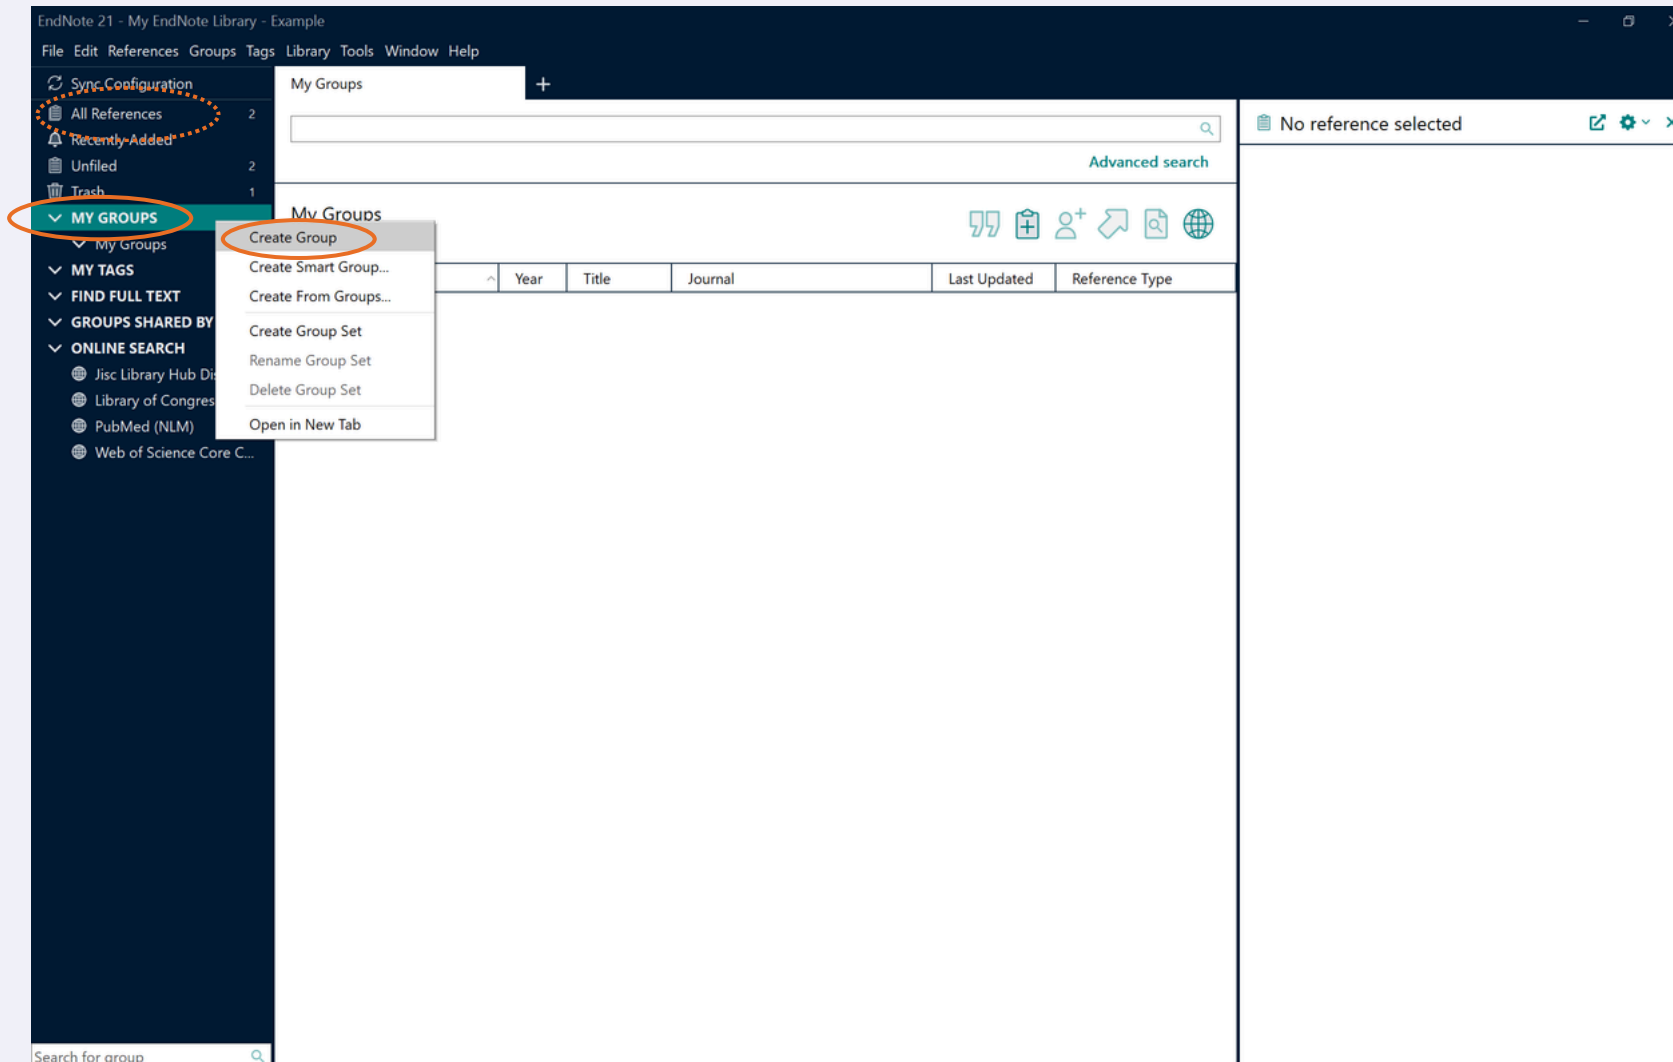 EndNote 21 - My EndNote Library - Example
File Edit References Groups Tags Library Tools Window Help
Sync Configuration
All References 2
Recently Added
Unfiled 2
Trash 1
MY GROUPS
My Groups
MY TAGS
FIND FULL TEXT
GROUPS SHARED BY
ONLINE SEARCH
Jisc Library Hub Di
Library of Congres
PubMed (NLM)
Web of Science Core C...
Search for group
Create Group
Create Smart Group...
Create From Groups...
Create Group Set
Rename Group Set
Delete Group Set
Open in New Tab
My Groups +
Advanced search
My Groups
Year Title Journal Last Updated Reference Type
No reference selected